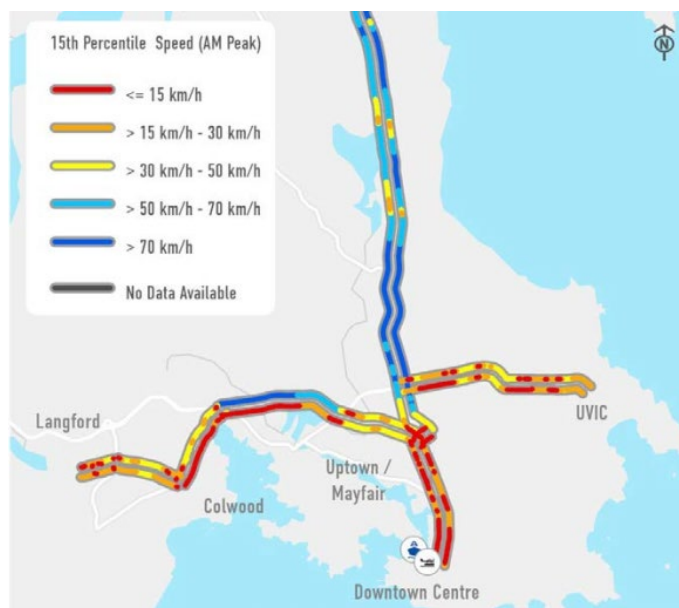 15th Percentile Speed (AM Peak)
<= 15 km/h
> 15 km/h - 30 km/h
> 30 km/h - 50 km/h
> 50 km/h - 70 km/h
> 70 km/h
No Data Available
N
Langford
Colwood
Uptown /
Mayfair
UVIC
Downtown Centre